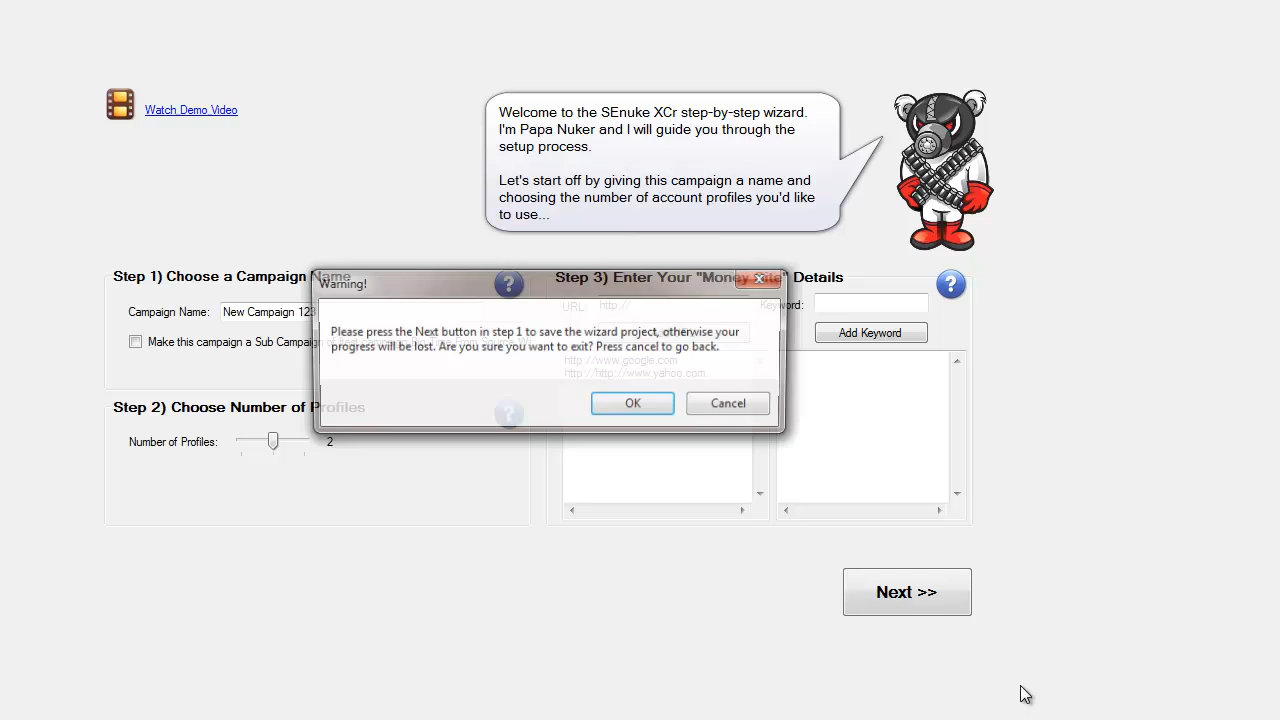 Watch Demo Video
Welcome to the SEnuke XCr step-by-step wizard.
I'm Papa Nuker and I will guide you through the
setup process.
Let's start off by giving this campaign a name and
choosing the number of account profiles you'd like
to use...
Step 1) Choose a Campaign Name
?
Campaign Name:
New Campaign 123
Make this campaign a Sub Campaign of
Step 2) Choose Number of Profiles
?
Number of Profiles:
2
Step 3) Enter Your "Money Site" Details
?
URL:
http://
Keyword:
Add Keyword
http://www.google.com
http://http://www.yahoo.com
Warning!
Please press the Next button in step 1 to save the wizard project, otherwise your
progress will be lost. Are you sure you want to exit? Press cancel to go back.
OK
Cancel
Next >>